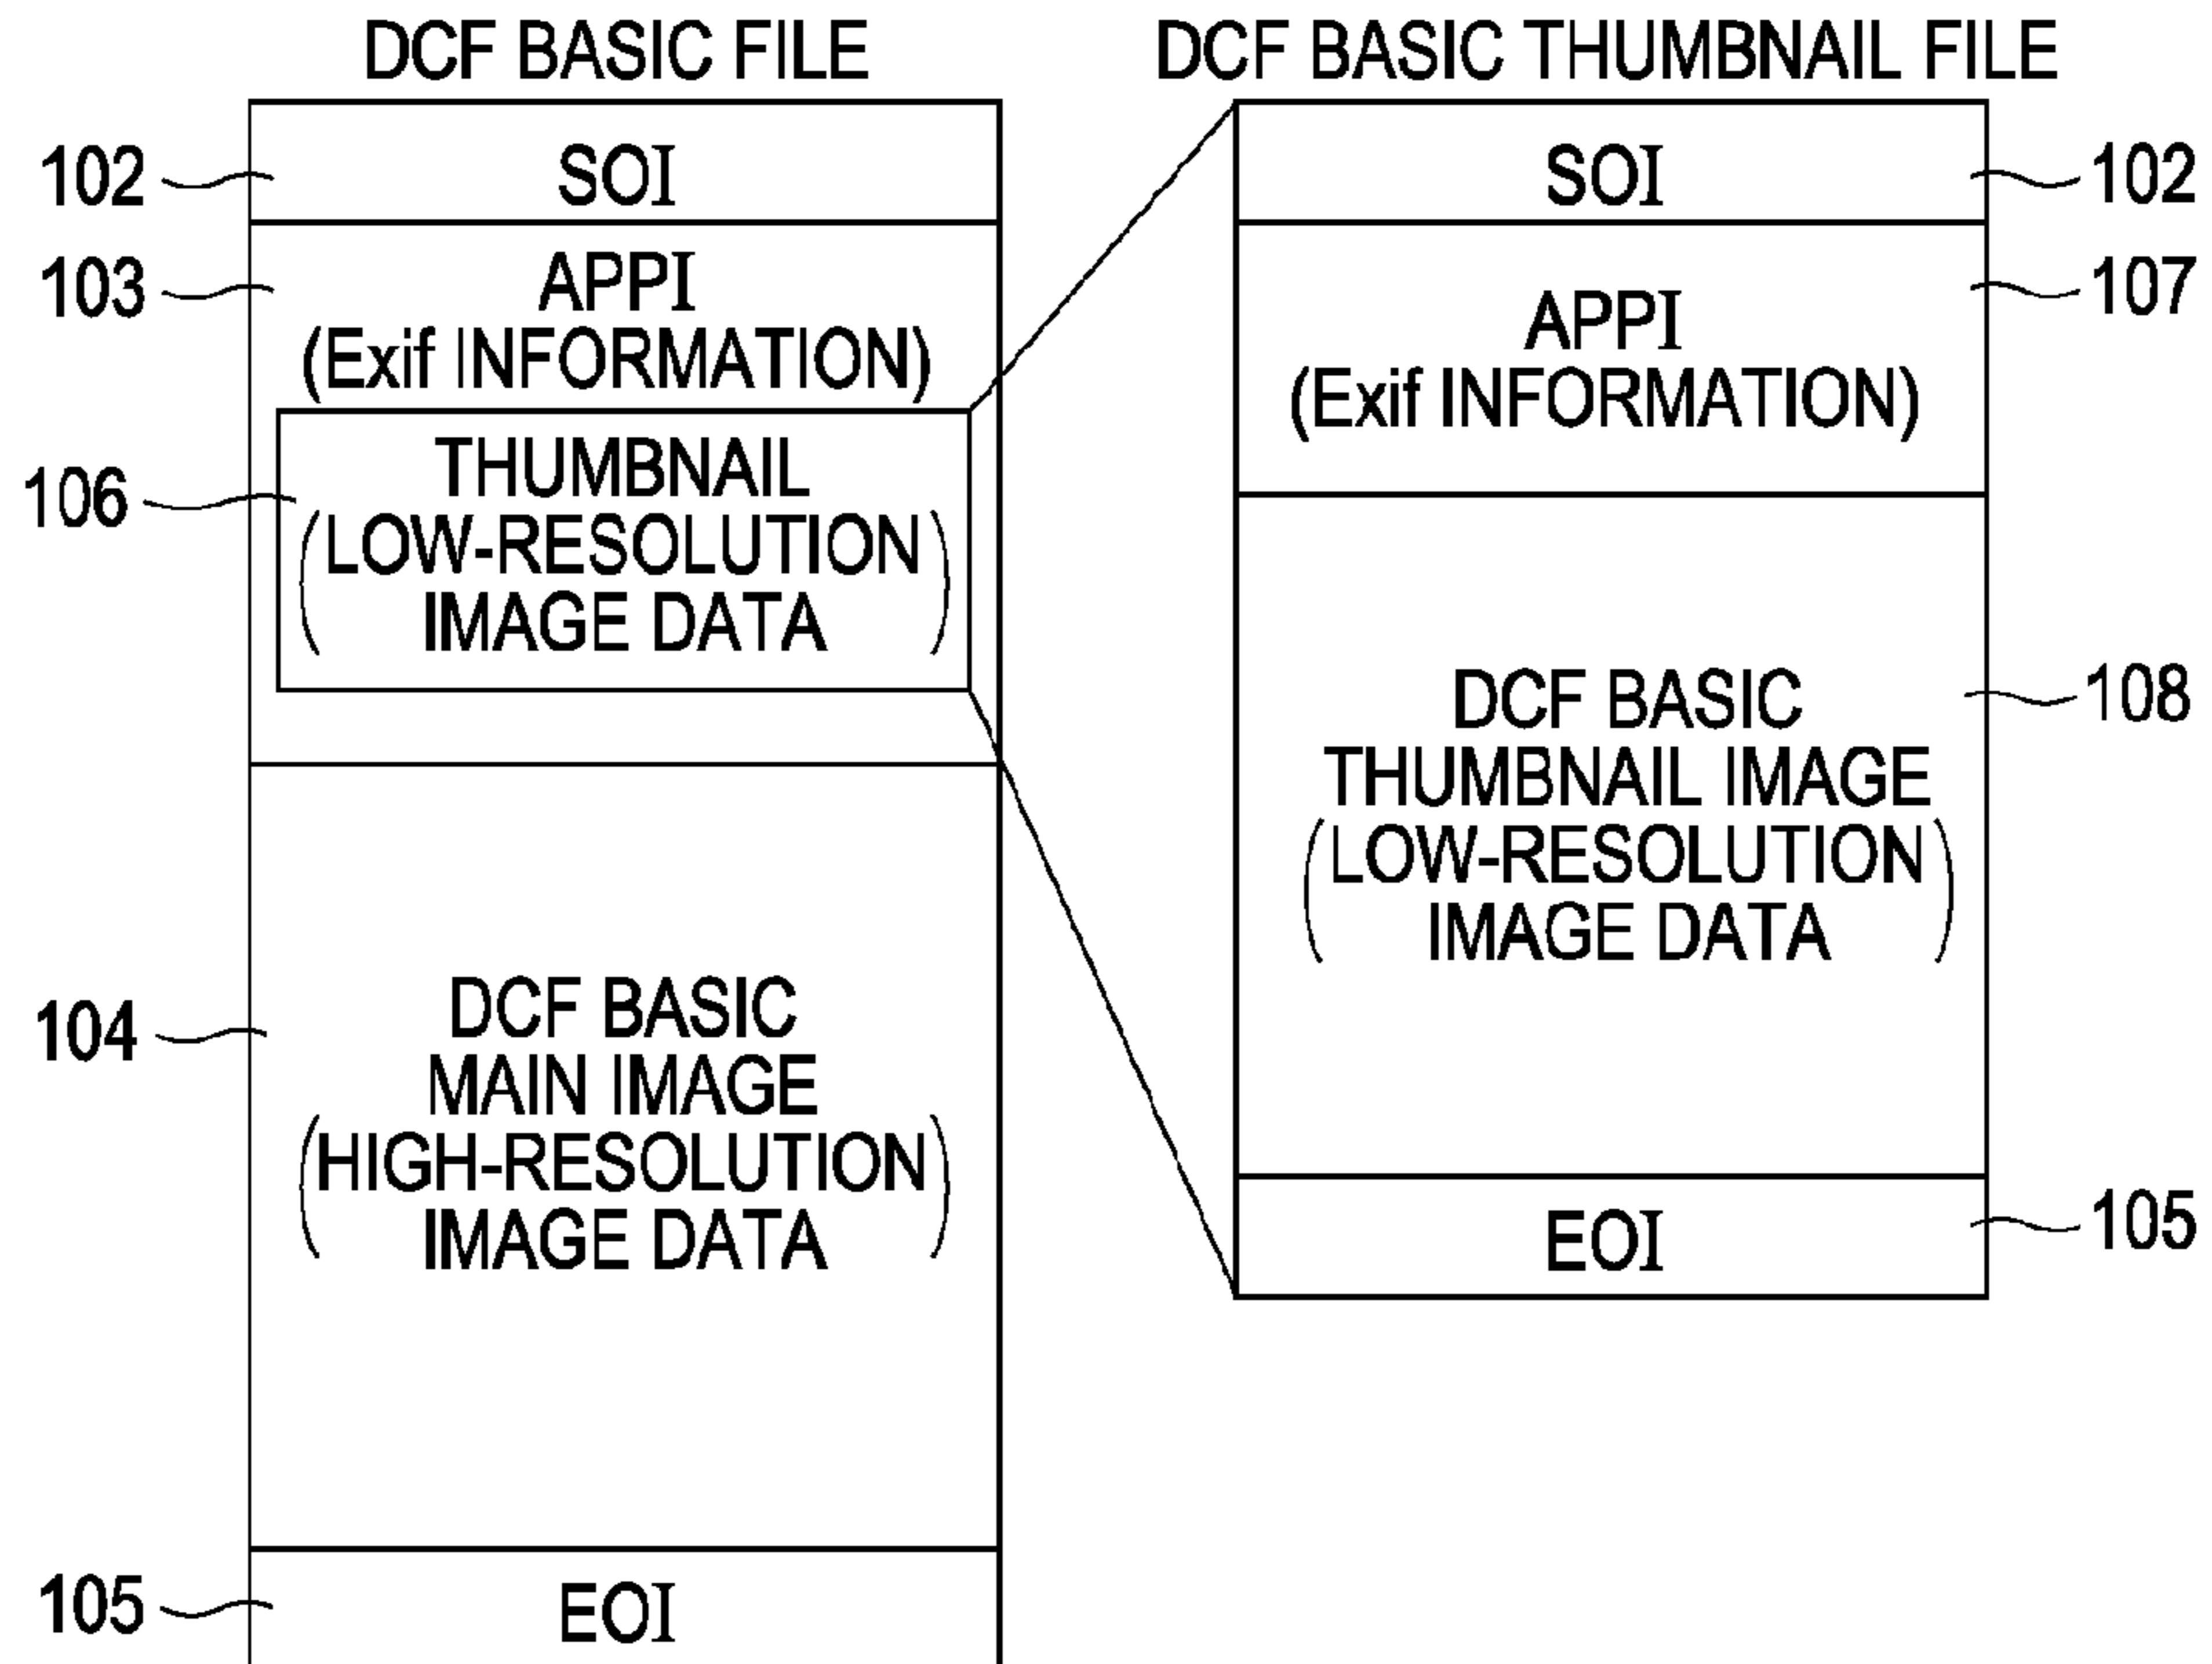 DCF BASIC FILE
102
SOI
103
APPI
(Exif INFORMATION)
106
THUMBNAIL
(LOW-RESOLUTION
IMAGE DATA)
104
DCF BASIC
MAIN IMAGE
(HIGH-RESOLUTION
IMAGE DATA)
105
EOI
DCF BASIC THUMBNAIL FILE
SOI
102
APPI
(Exif INFORMATION)
107
DCF BASIC
THUMBNAIL IMAGE
(LOW-RESOLUTION
IMAGE DATA)
108
EOI
105